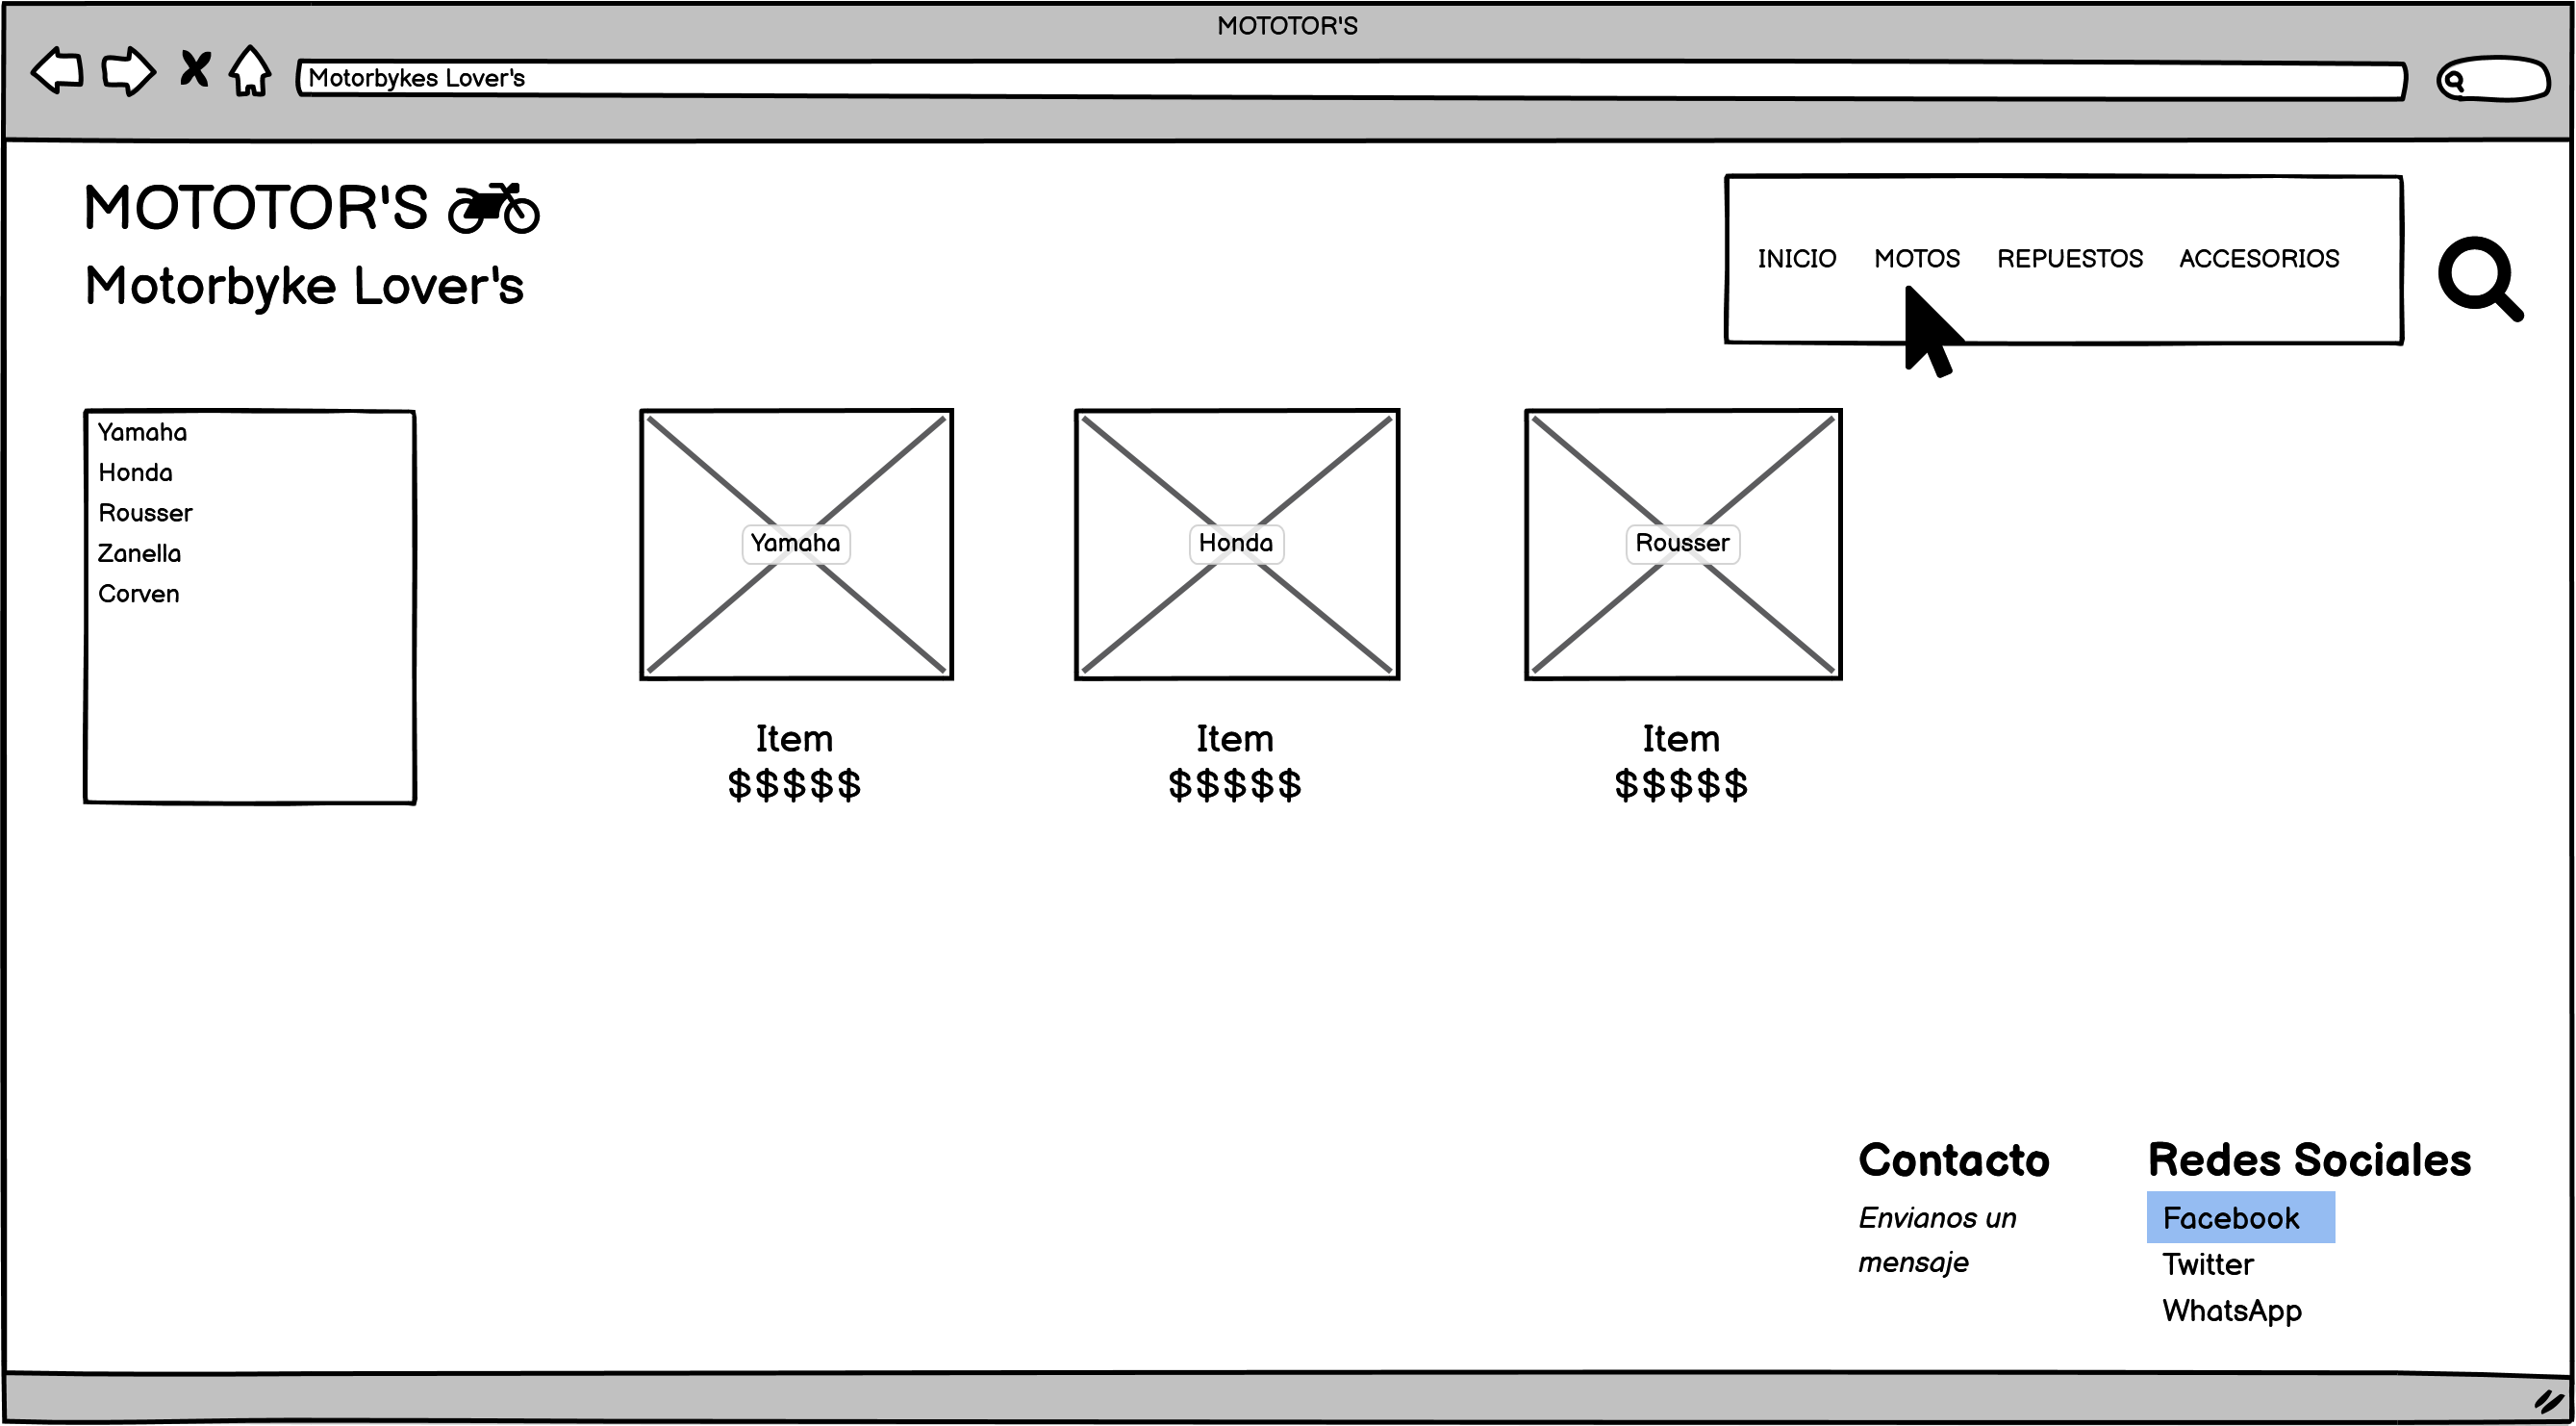 MOTOTOR'S
Motorbykes Lover's
MOTOTOR'S
Motorbyke Lover's
INICIO MOTOS REPUESTOS ACCESORIOS
Yamaha
Honda
Rousser
Zanella
Corven
Yamaha
Honda
Rousser
Item
$$$$$
Item
$$$$$
Item
$$$$$
Contacto
Envianos un
mensaje
Redes Sociales
Facebook
Twitter
WhatsApp